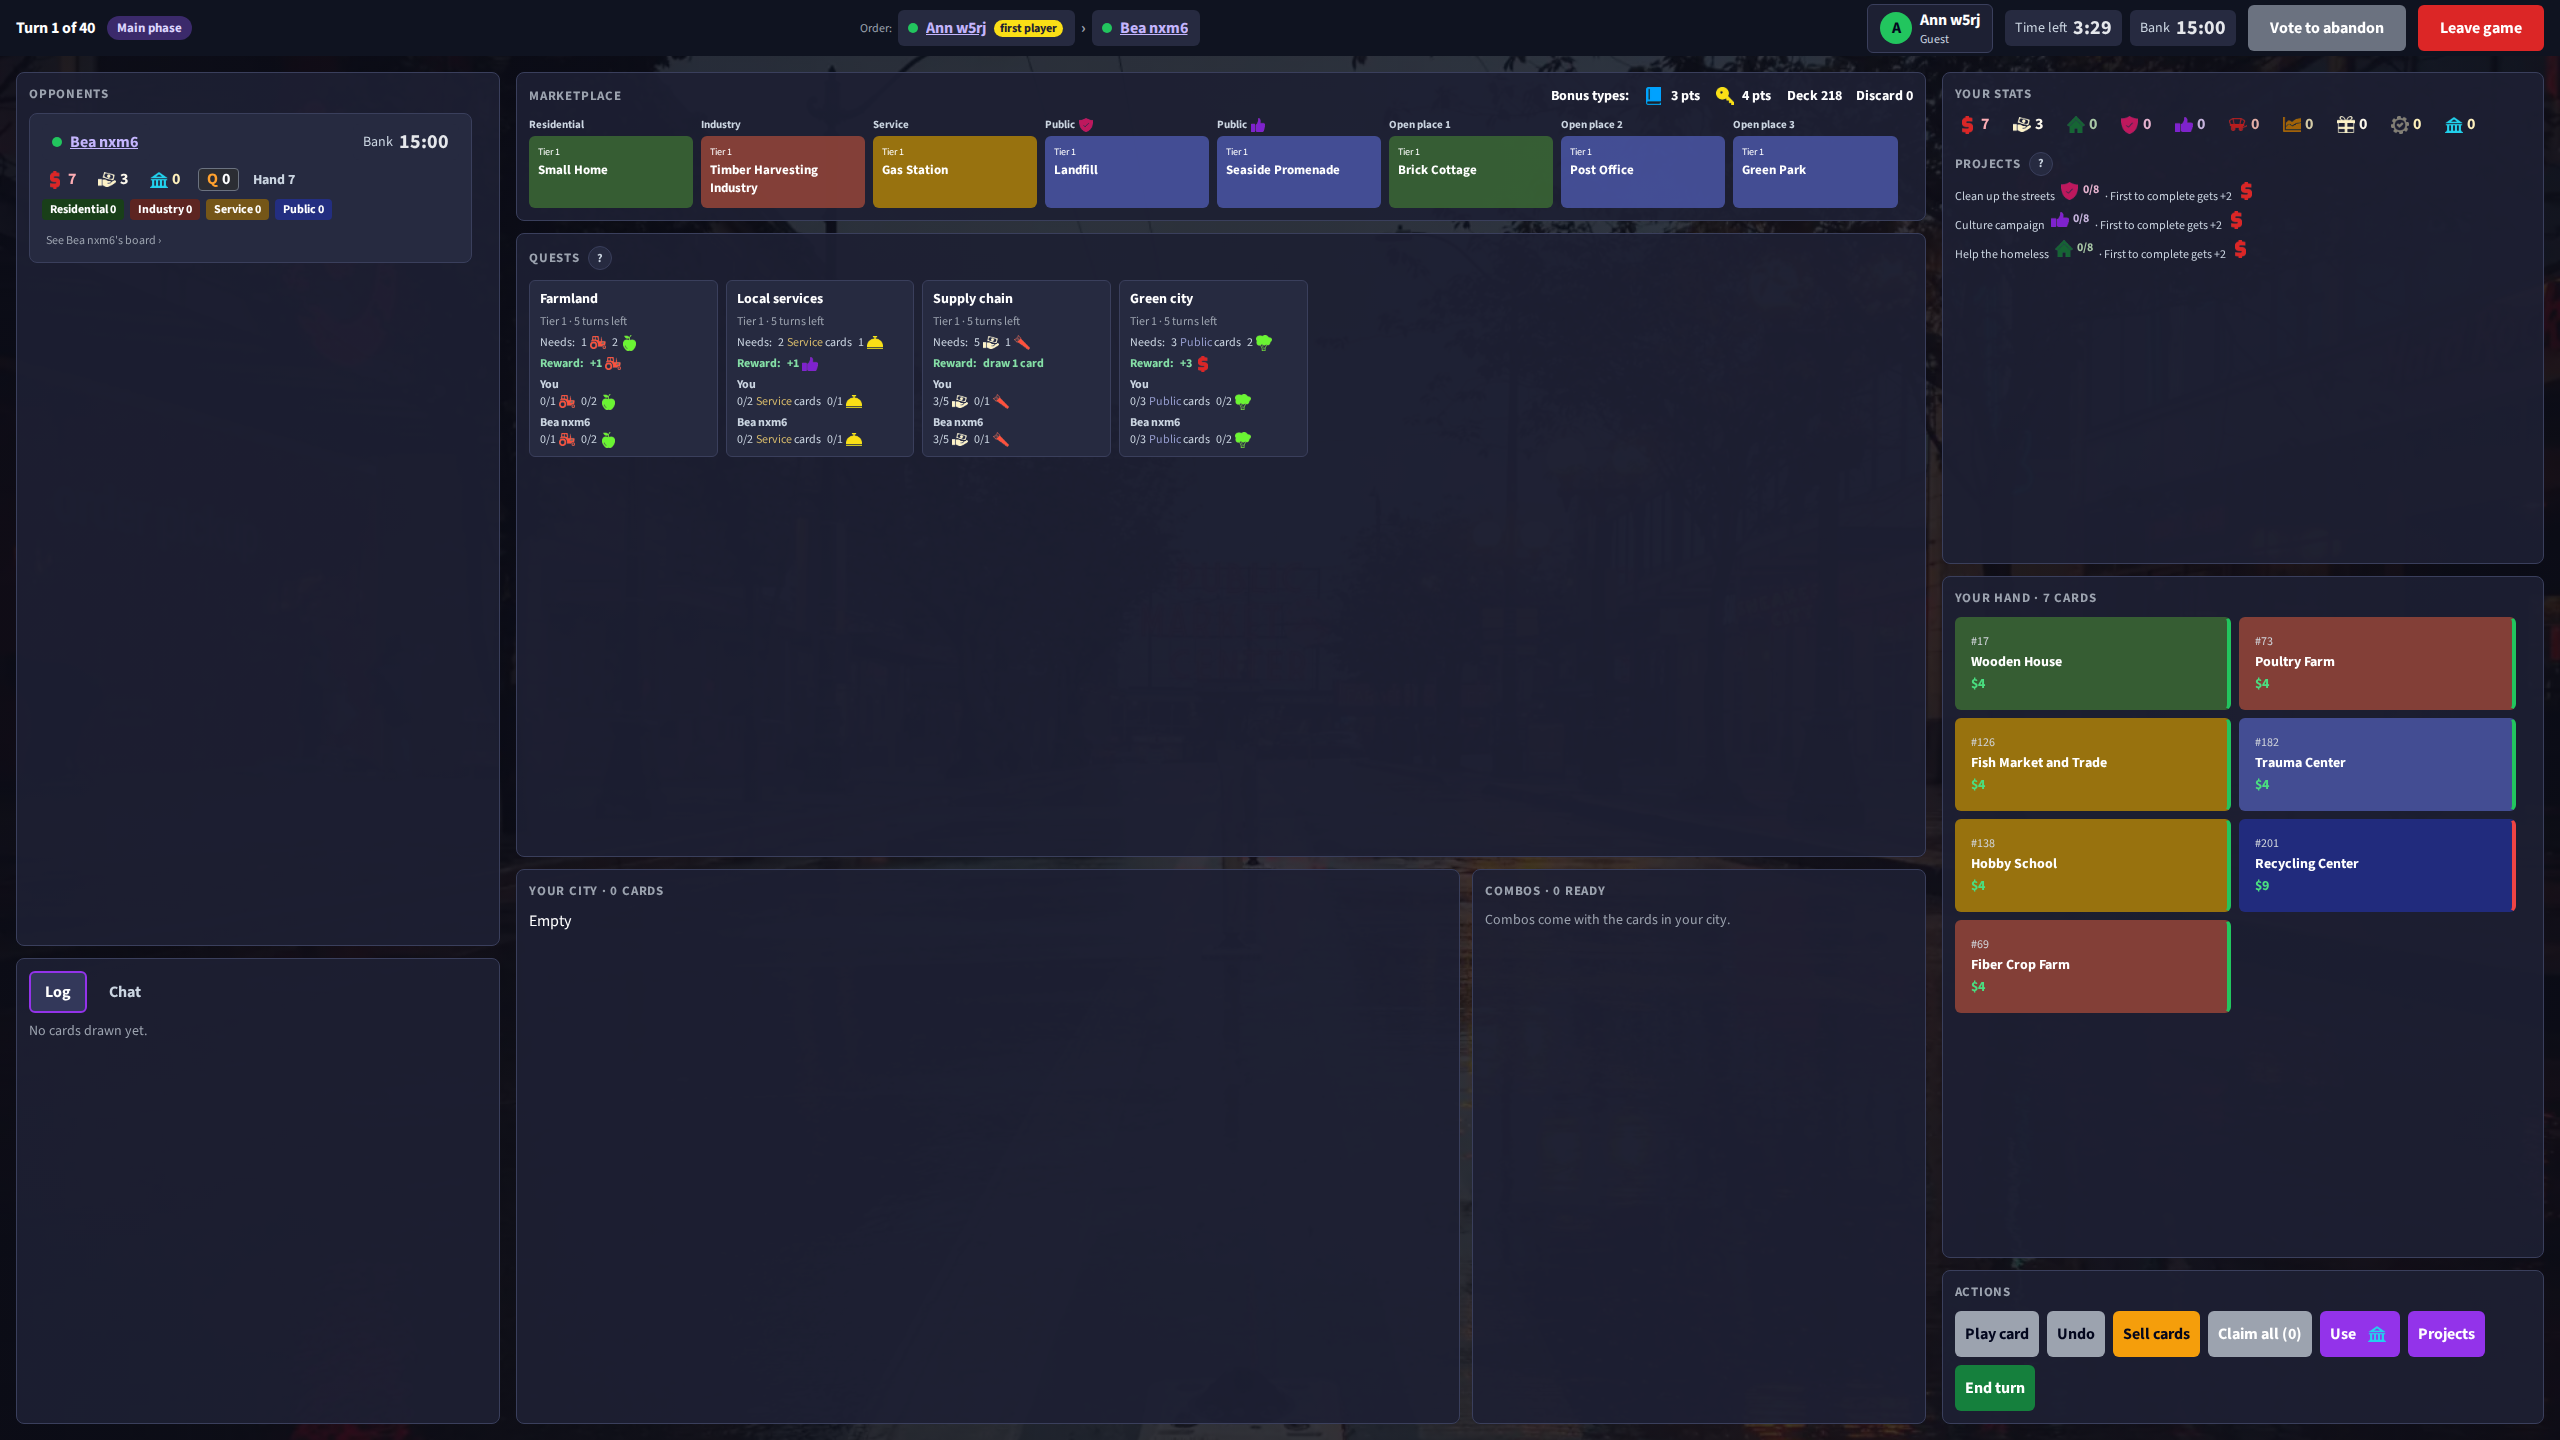 Turn 1 of 40 Main phase
Order: Ann w5rj first player › Bea nxm6
A Ann w5rj
Guest
Time left 3:29 Bank 15:00 Vote to abandon Leave game
OPPONENTS
Bea nxm6 Bank 15:00
7 3 0 Q 0 Hand 7
Residential 0 Industry 0 Service 0 Public 0
See Bea nxm6's board ›
Log Chat
No cards drawn yet.
MARKETPLACE
Bonus types: 3 pts 4 pts Deck 218 Discard 0
Residential Industry Service Public Public Open place 1 Open place 2 Open place 3
Tier 1 Tier 1 Tier 1 Tier 1 Tier 1 Tier 1 Tier 1 Tier 1
Small Home Timber Harvesting Gas Station Landfill Seaside Promenade Brick Cottage Post Office Green Park
Industry
QUESTS ?
Farmland
Tier 1 · 5 turns left
Needs: 1 2
Reward: +1
You
0/1 0/2
Bea nxm6
0/1 0/2
Local services
Tier 1 · 5 turns left
Needs: 2 Service cards 1
Reward: +1
You
0/2 Service cards 0/1
Bea nxm6
0/2 Service cards 0/1
Supply chain
Tier 1 · 5 turns left
Needs: 5 1
Reward: draw 1 card
You
3/5 0/1
Bea nxm6
3/5 0/1
Green city
Tier 1 · 5 turns left
Needs: 3 Public cards 2
Reward: +3
You
0/3 Public cards 0/2
Bea nxm6
0/3 Public cards 0/2
YOUR CITY · 0 CARDS
Empty
COMBOS · 0 READY
Combos come with the cards in your city.
YOUR STATS
7 3 0 0 0 0 0 0 0 0
PROJECTS ?
Clean up the streets 0/8 · First to complete gets +2
Culture campaign 0/8 · First to complete gets +2
Help the homeless 0/8 · First to complete gets +2
YOUR HAND · 7 CARDS
#17
Wooden House
$4
#73
Poultry Farm
$4
#126
Fish Market and Trade
$4
#182
Trauma Center
$4
#138
Hobby School
$4
#201
Recycling Center
$9
#69
Fiber Crop Farm
$4
ACTIONS
Play card Undo Sell cards Claim all (0) Use Projects
End turn